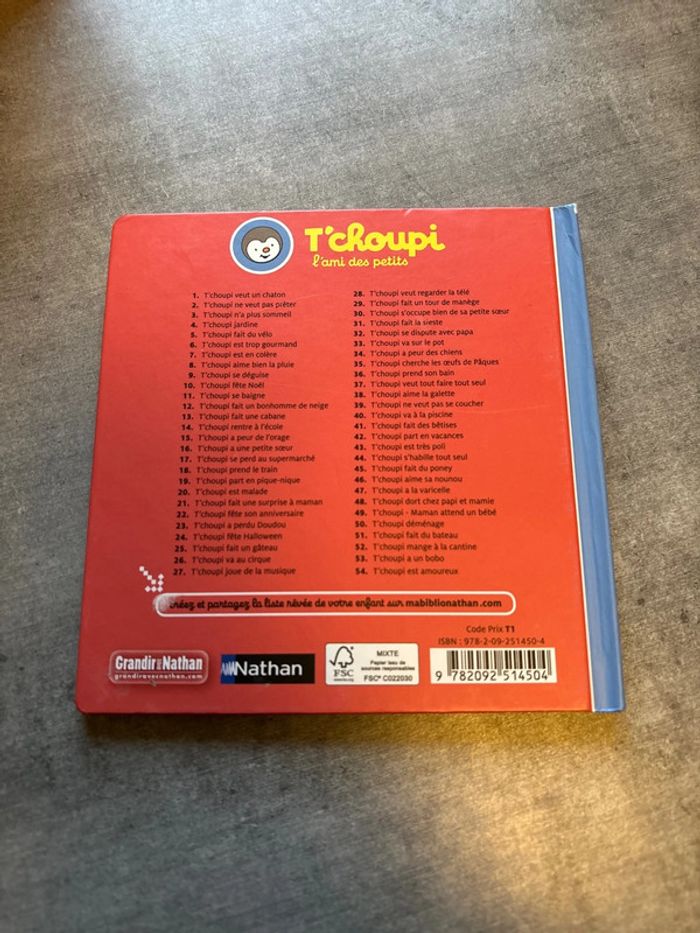 T'choupi
l'ami des petits
1. T'choupi veut un chaton
2. T'choupi ne veut pas prêter
3. T'choupi n'a plus sommeil
4. T'choupi jardine
5. T'choupi fait du vélo
6. T'choupi est trop gourmand
7. T'choupi est en colère
8. T'choupi aime bien la pluie
9. T'choupi se déguise
10. T'choupi fête Noël
11. T'choupi se baigne
12. T'choupi fait un bonhomme de neige
13. T'choupi fait une cabane
14. T'choupi rentre à l'école
15. T'choupi a peur de l'orage
16. T'choupi a une petite sœur
17. T'choupi se perd au supermarché
18. T'choupi prend le train
19. T'choupi part en pique-nique
20. T'choupi est malade
21. T'choupi fait une surprise à maman
22. T'choupi fête son anniversaire
23. T'choupi a perdu Doudou
24. T'choupi fête Halloween
25. T'choupi fait un gâteau
26. T'choupi va au cirque
27. T'choupi joue de la musique
28. T'choupi veut regarder la télé
29. T'choupi fait un tour de manège
30. T'choupi s'occupe bien de sa petite sœur
31. T'choupi fait la sieste
32. T'choupi se dispute avec papa
33. T'choupi va sur le pot
34. T'choupi a peur des chiens
35. T'choupi cherche les œufs de Pâques
36. T'choupi prend son bain
37. T'choupi veut tout faire tout seul
38. T'choupi aime la galette
39. T'choupi ne veut pas se coucher
40. T'choupi va à la piscine
41. T'choupi fait des bêtises
42. T'choupi part en vacances
43. T'choupi est très poli
44. T'choupi s'habille tout seul
45. T'choupi fait du poney
46. T'choupi aime sa nounou
47. T'choupi a la varicelle
48. T'choupi dort chez papi et mamie
49. T'choupi - Maman attend un bébé
50. T'choupi déménage
51. T'choupi fait du bateau
52. T'choupi mange à la cantine
53. T'choupi a un bobo
54. T'choupi est amoureux
créez et partagez la liste rêvée de votre enfant sur mabiblionathan.com
Code Prix T1
ISBN : 978-2-09-251450-4
9 782092 514504
Grandir avec Nathan
grandiravecnathan.com
Nathan
FSC
www.fsc.org
MIXTE
Papier issu de
sources responsables
FSC® C022030